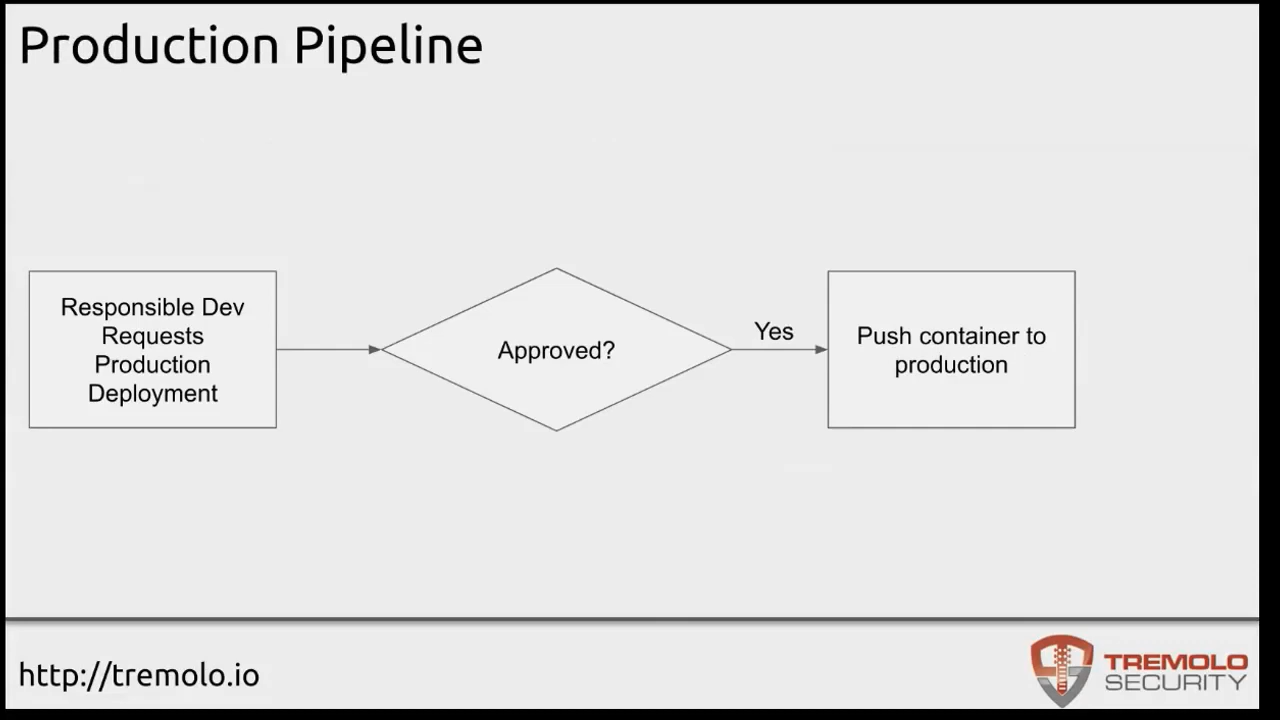 Production Pipeline
Responsible Dev
Requests
Production
Deployment
Approved?
Yes
Push container to
production
http://tremolo.io
TREMOLO
SECURITY